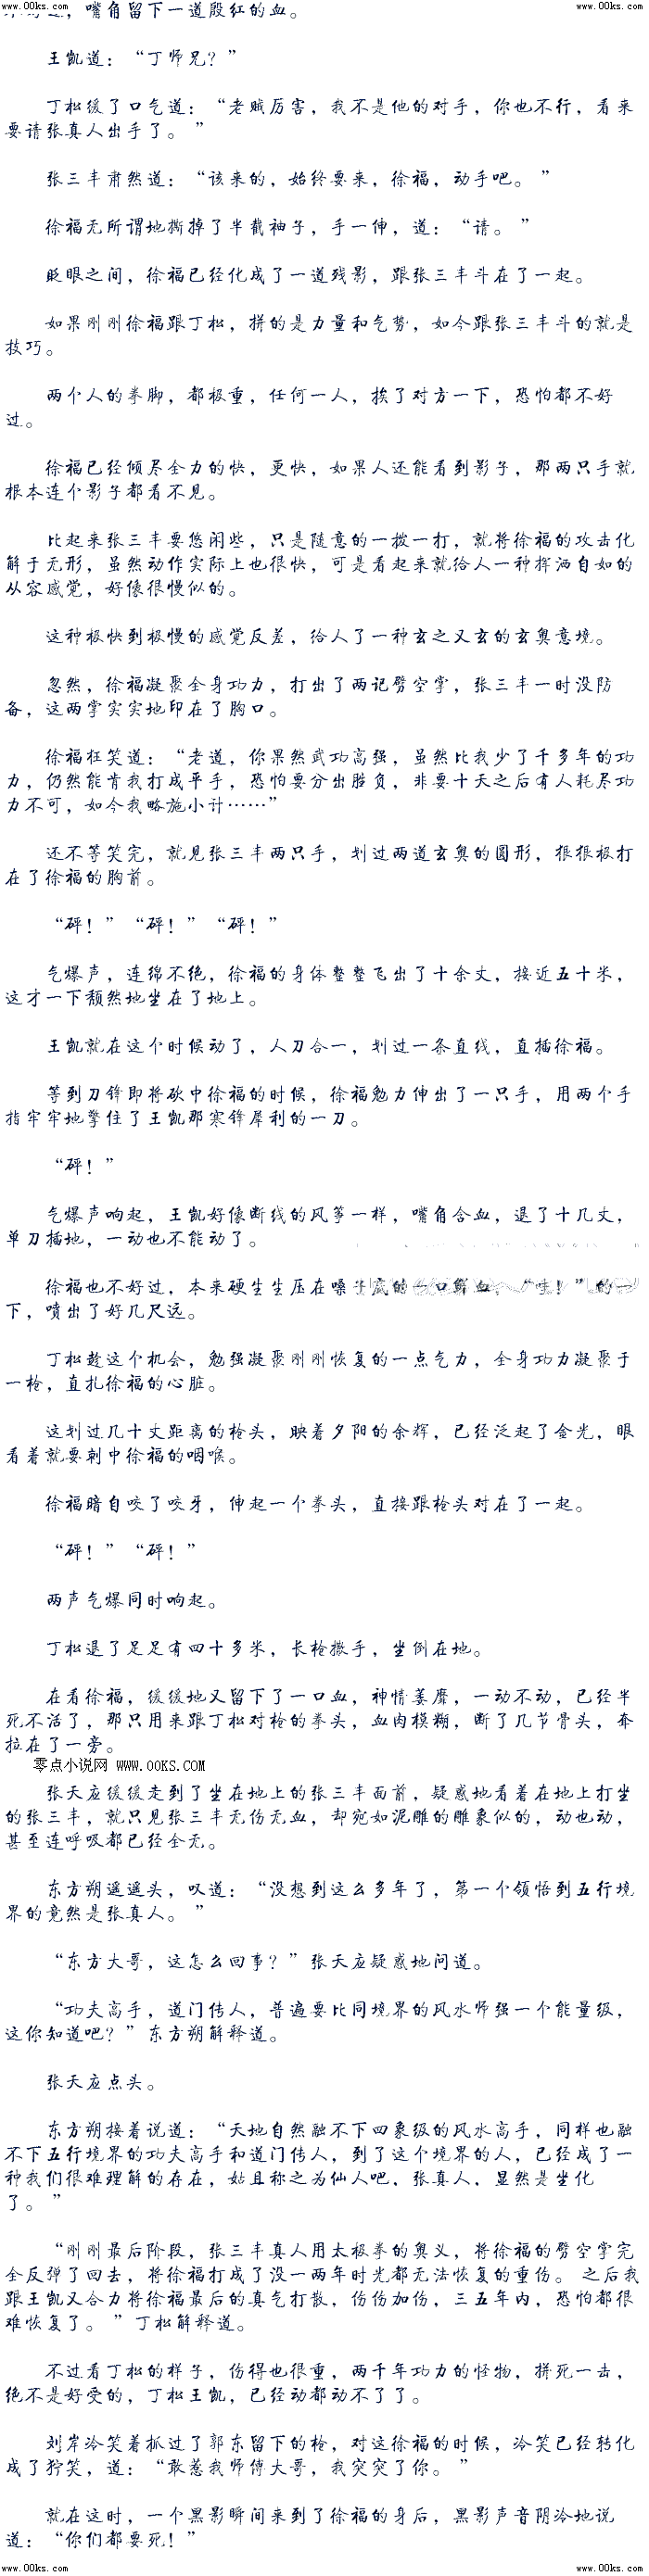 www.00ks.com www.00ks.com
嘴角留下一道殷红的血。
王凯道：“丁师兄？”
丁松缓了口气道：“老贼厉害，我不是他的对手，你也不行，看来
要请张真人出手了。”
张三丰肃然道：“该来的，始终要来，徐福，动手吧。”
徐福无所谓地撕掉了半截袖子，手一伸，道：“请。”
眨眼之间，徐福已经化成了一道残影，跟张三丰斗在了一起。
如果刚刚徐福跟丁松，拼的是力量和气势，如今跟张三丰斗的就是
技巧。
两个人的拳脚，都极重，任何一人，挨了对方一下，恐怕都不好
过。
徐福已经倾尽全力的快，更快，如果人还能看到影子，那两只手就
根本连个影子都看不见。
比起来张三丰要悠闲些，只是随意的一拨一打，就将徐福的攻击化
解于无形，虽然动作实际上也很快，可是看起来就给人一种挥洒自如的
从容感觉，好像很慢似的。
这种极快到极慢的感觉反差，给人了一种玄之又玄的玄奥意境。
忽然，徐福凝聚全身功力，打出了两记劈空掌，张三丰一时没防
备，这两掌实实地印在了胸口。
徐福狂笑道：“老道，你果然武功高强，虽然比我少了千多年的功
力，仍然能肯我打成平手，恐怕要分出胜负，非要十天之后有人耗尽功
力不可，如今我略施小计……”
还不等笑完，就见张三丰两只手，划过两道玄奥的圆形，狠狠极打
在了徐福的胸前。
“砰！”“砰！”“砰！”
气爆声，连绵不绝，徐福的身体整整飞出了十余丈，接近五十米，
这才一下颓然地坐在了地上。
王凯就在这个时候动了，人刀合一，划过一条直线，直插徐福。
等到刀锋即将砍中徐福的时候，徐福勉力伸出了一只手，用两个手
指牢牢地擎住了王凯那寒锋犀利的一刀。
“砰！”
气爆声响起，王凯好像断线的风筝一样，嘴角含血，退了十几丈，
单刀插地，一动也不能动了。
徐福也不好过，本来硬生生压在嗓子底的一口鲜血，“哇！”的一
下，喷出了好几尺远。
丁松趁这个机会，勉强凝聚刚刚恢复的一点气力，全身功力凝聚于
一枪，直扎徐福的心脏。
这划过几十丈距离的枪头，映着夕阳的余辉，已经泛起了金光，眼
看着就要刺中徐福的咽喉。
徐福暗自咬了咬牙，伸起一个拳头，直接跟枪头对在了一起。
“砰！”“砰！”
两声气爆同时响起。
丁松退了足足有四十多米，长枪撒手，坐倒在地。
在看徐福，缓缓地又留下了一口血，神情萎靡，一动不动，已经半
死不活了，那只用来跟丁松对枪的拳头，血肉模糊，断了几节骨头，奔
拉在了一旁。
零点小说网 www.00KS.COM
张天应缓缓走到了坐在地上的张三丰面前，疑惑地看着在地上打坐
的张三丰，就只见张三丰无伤无血，却宛如泥雕的雕象似的，动也动，
甚至连呼吸都已经全无。
东方朔遥遥头，叹道：“没想到这么多年了，第一个领悟到五行境
界的竟然是张真人。”
“东方大哥，这怎么回事？”张天应疑惑地问道。
“功夫高手，道门传人，普遍要比同境界的风水师强一个能量级，
这你知道吧？”东方朔解释道。
张天应点头。
东方朔接着说道：“天地自然融不下四象级的风水高手，同样也融
不下五行境界的功夫高手和道门传人，到了这个境界的人，已经成了一
种我们很难理解的存在，姑且称之为仙人吧，张真人，显然是坐化
了。”
“刚刚最后阶段，张三丰真人用太极拳的奥义，将徐福的劈空掌完
全反弹了回去，将徐福打成了没一两年时光都无法恢复的重伤。 之后我
跟王凯又合力将徐福最后的真气打散，伤伤加伤，三五年内，恐怕都很
难恢复了。”丁松解释道。
不过看丁松的样子，伤得也很重，两千年功力的怪物，拼死一击，
绝不是好受的，丁松王凯，已经动都动不了了。
刘岸冷笑着抓过了郭东留下的枪，对这徐福的时候，冷笑已经转化
成了狞笑，道：“敢惹我师傅大哥，我突突了你。”
就在这时，一个黑影瞬间来到了徐福的身后，黑影声音阴冷地说
道：“你们都要死！”
www.00ks.com www.00ks.com